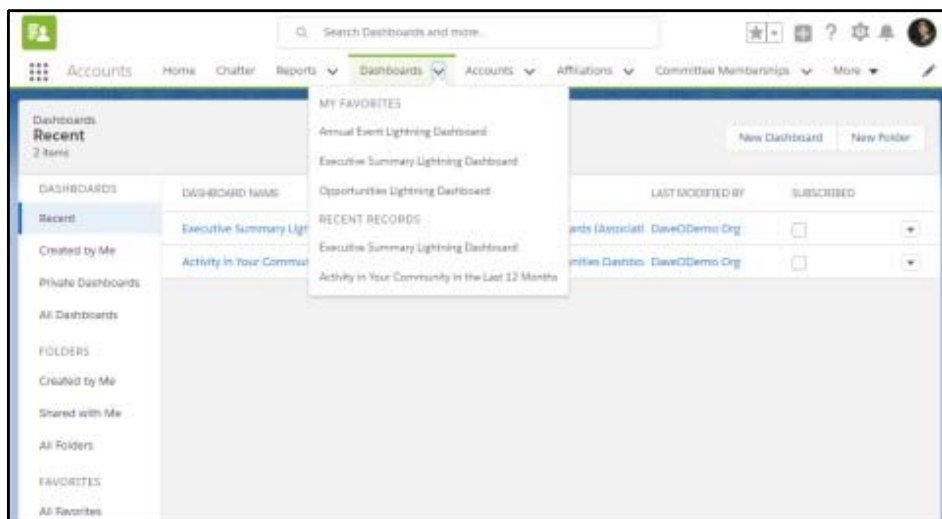 Search Dashboards and more...
Accounts Home Chatter Reports Dashboards Accounts Affiliations Committee Memberships More
MY FAVORITES
Annual Event Lightning Dashboard
Executive Summary Lightning Dashboard
Opportunities Lightning Dashboard
RECENT RECORDS
Executive Summary Lightning Dashboard
Activity in Your Community in the Last 12 Months
Dashboards
Recent
2 items
New Dashboard New Folder
DASHBOARDS
Recent
Created by Me
Private Dashboards
All Dashboards
FOLDERS
Created by Me
Shared with Me
All Folders
FAVORITES
All Favorites
DASHBOARD NAME LAST MODIFIED BY SUBSCRIBED
Executive Summary Ligh DaveODemo Org
Activity in Your Commu DaveODemo Org